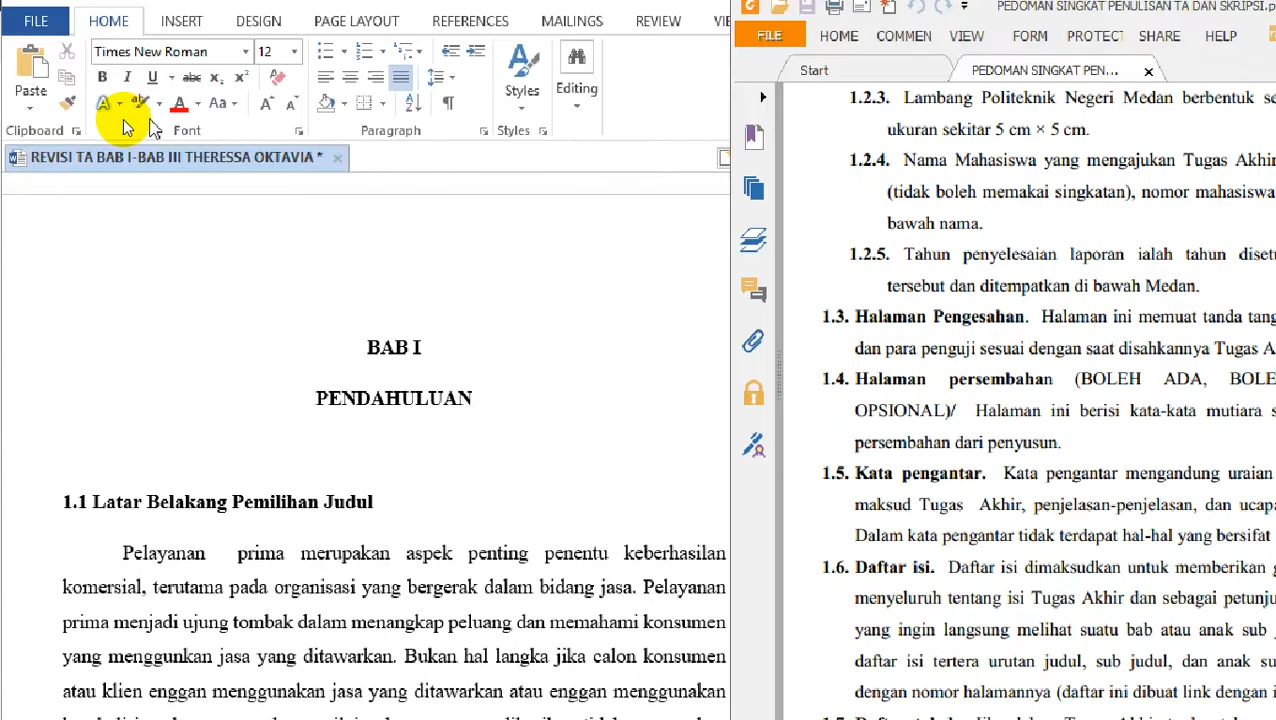 FILE HOME INSERT DESIGN PAGE LAYOUT REFERENCES MAILINGS REVIEW
Times New Roman 12
Paste
Styles
Editing
Clipboard Font Paragraph Styles
REVISI TA BAB I-BAB III THERESSA OKTAVIA *
BAB I
PENDAHULUAN
1.1 Latar Belakang Pemilihan Judul
Pelayanan prima merupakan aspek penting penentu keberhasilan
komersial, terutama pada organisasi yang bergerak dalam bidang jasa. Pelayanan
prima menjadi ujung tombak dalam menangkap peluang dan memahami konsumen
yang menggunkan jasa yang ditawarkan. Bukan hal langka jika calon konsumen
atau klien enggan menggunakan jasa yang ditawarkan atau enggan menggunakan
PEDOMAN SINGKAT PENULISAN TA DAN SKRIPSI.p
FILE HOME COMMEN VIEW FORM PROTECT SHARE HELP
Start PEDOMAN SINGKAT PEN...
1.2.3. Lambang Politeknik Negeri Medan berbentuk se
ukuran sekitar 5 cm × 5 cm.
1.2.4. Nama Mahasiswa yang mengajukan Tugas Akhir
(tidak boleh memakai singkatan), nomor mahasiswa
bawah nama.
1.2.5. Tahun penyelesaian laporan ialah tahun diset
tersebut dan ditempatkan di bawah Medan.
1.3. Halaman Pengesahan. Halaman ini memuat tanda tang
dan para penguji sesuai dengan saat disahkannya Tugas A
1.4. Halaman persembahan (BOLEH ADA, BOLE
OPSIONAL)/ Halaman ini berisi kata-kata mutiara s
persembahan dari penyusun.
1.5. Kata pengantar. Kata pengantar mengandung uraian
maksud Tugas Akhir, penjelasan-penjelasan, dan ucapa
Dalam kata pengantar tidak terdapat hal-hal yang bersifat
1.6. Daftar isi. Daftar isi dimaksudkan untuk memberikan g
menyeluruh tentang isi Tugas Akhir dan sebagai petunju
yang ingin langsung melihat suatu bab atau anak sub
daftar isi tertera urutan judul, sub judul, dan anak su
dengan nomor halamannya (daftar ini dibuat link dengan i